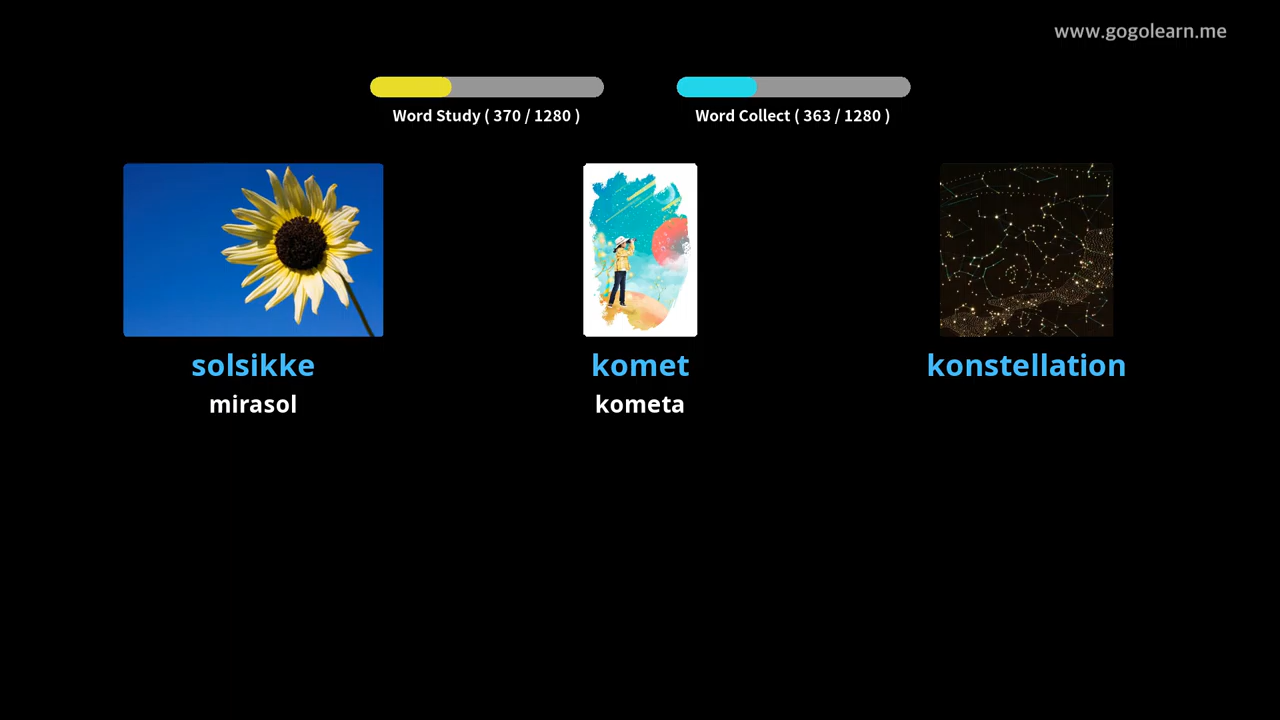 www.gogolearn.me
Word Study ( 370 / 1280 )
Word Collect ( 363 / 1280 )
solsikke
mirasol
komet
kometa
konstellation